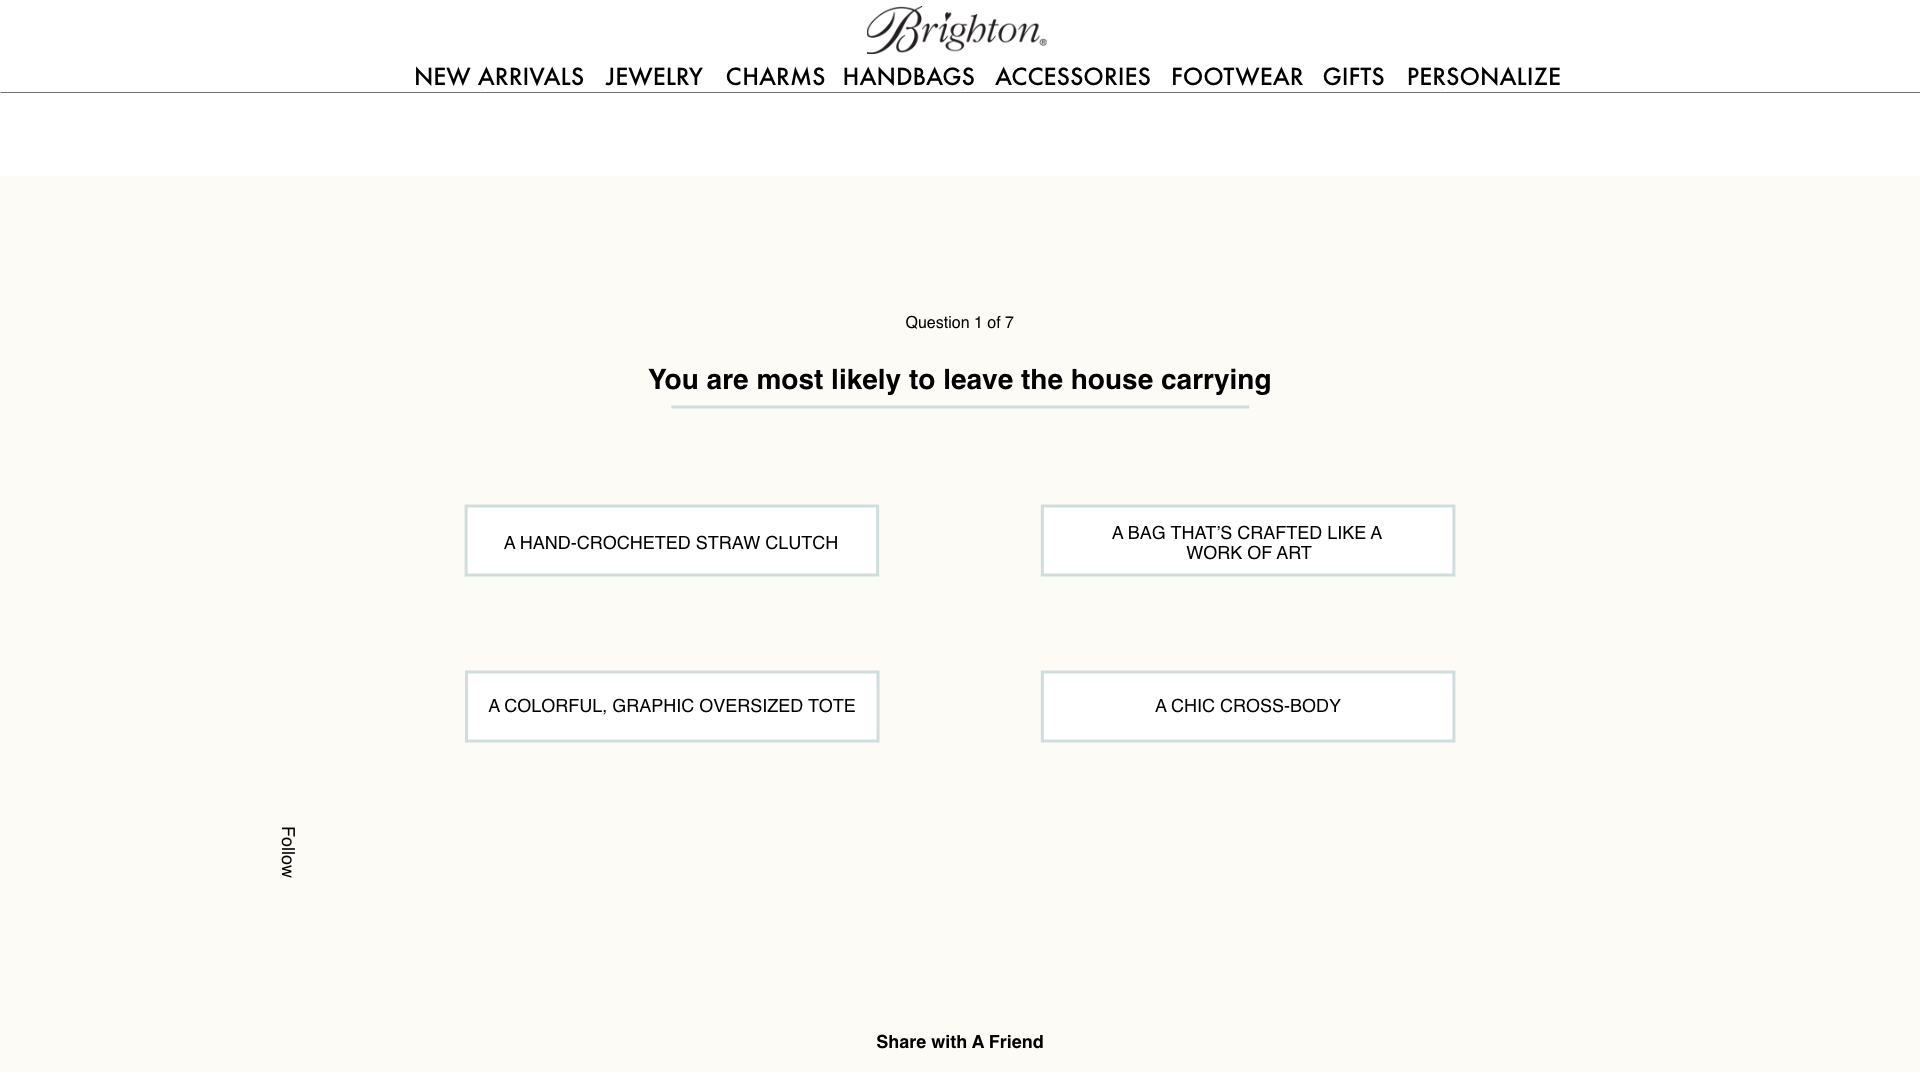 Brighton®
NEW ARRIVALS JEWELRY CHARMS HANDBAGS ACCESSORIES FOOTWEAR GIFTS PERSONALIZE
Question 1 of 7
You are most likely to leave the house carrying
A HAND-CROCHETED STRAW CLUTCH
A BAG THAT’S CRAFTED LIKE A
WORK OF ART
A COLORFUL, GRAPHIC OVERSIZED TOTE
A CHIC CROSS-BODY
Follow
Share with A Friend